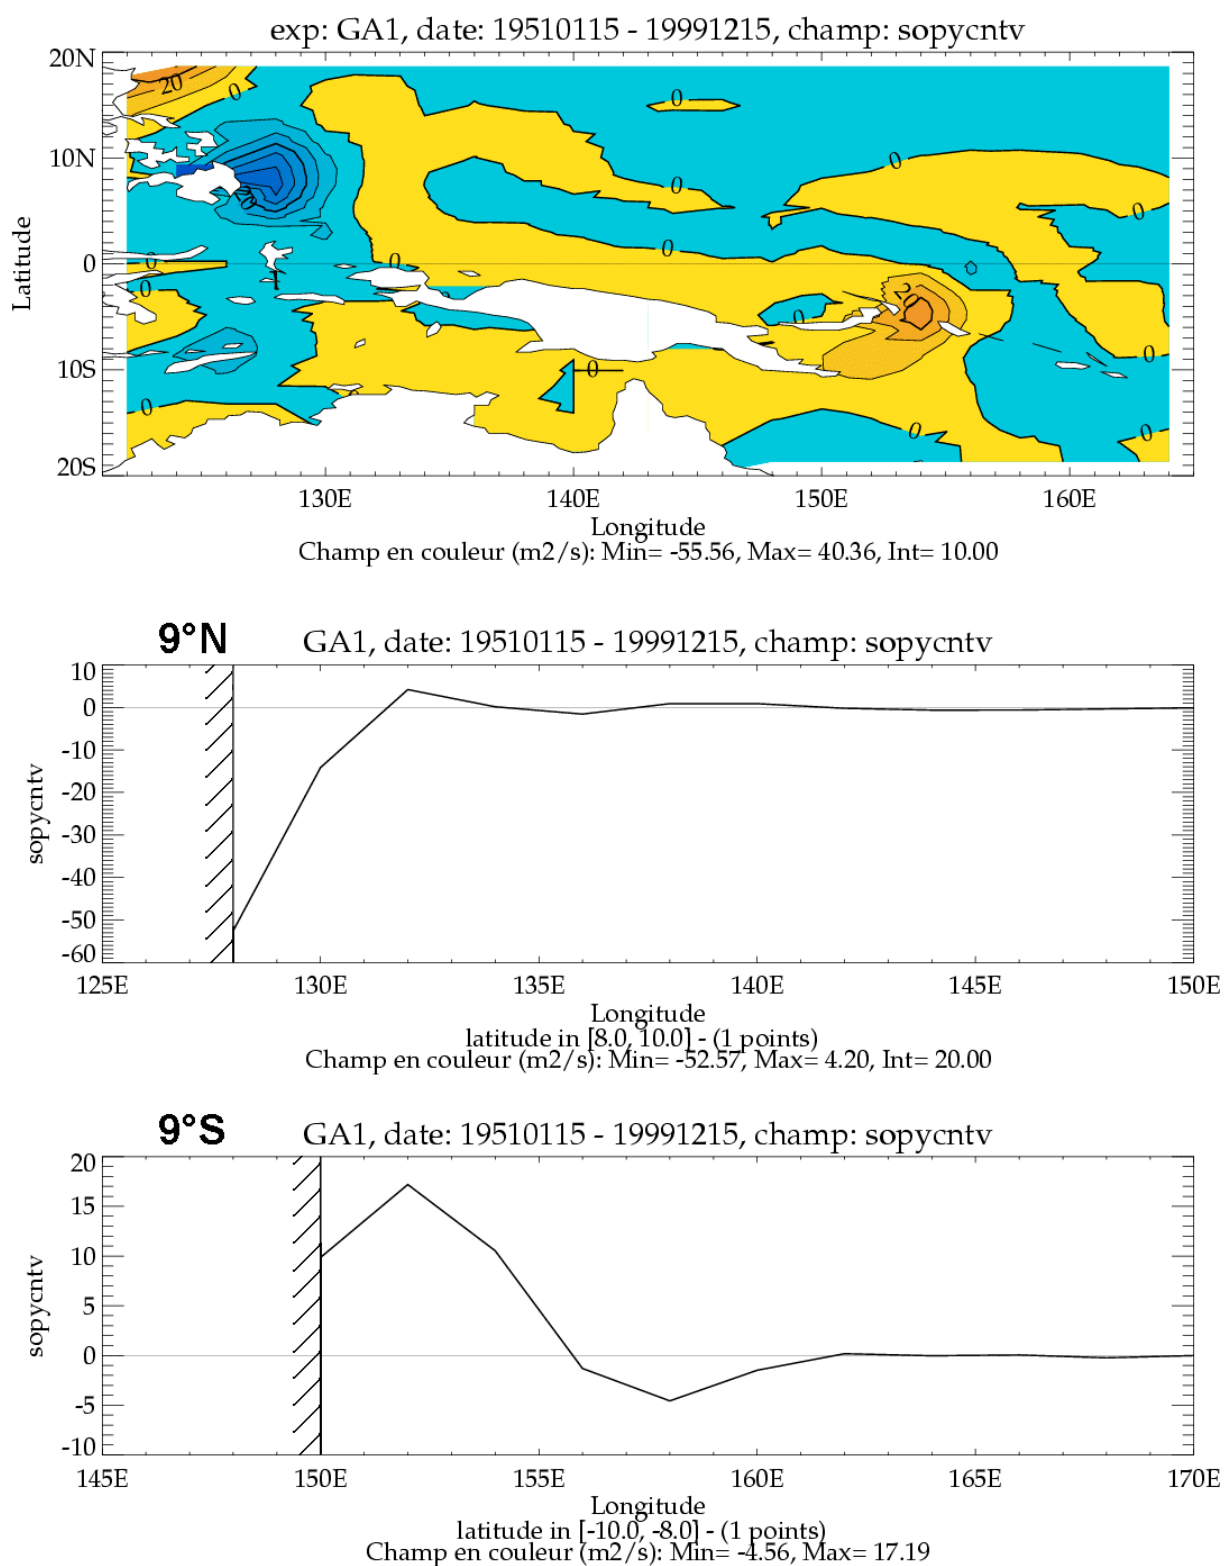 exp: GA1, date: 19510115 - 19991215, champ: sopycntv
20N
10N
0
10S
20S
Latitude
20
0
0
0
0
0
20
0
0
0
0
0
1
0
20
0
0
0
0
0
0
130E 140E 150E 160E
Longitude
Champ en couleur (m2/s): Min= -55.56, Max= 40.36, Int= 10.00
9°N GA1, date: 19510115 - 19991215, champ: sopycntv
10
0
-10
-20
-30
-40
-50
-60
sopycntv
125E 130E 135E 140E 145E 150E
Longitude
latitude in [8.0, 10.0] - (1 points)
Champ en couleur (m2/s): Min= -52.57, Max= 4.20, Int= 20.00
9°S GA1, date: 19510115 - 19991215, champ: sopycntv
20
15
10
5
0
-5
-10
sopycntv
145E 150E 155E 160E 165E 170E
Longitude
latitude in [-10.0, -8.0] - (1 points)
Champ en couleur (m2/s): Min= -4.56, Max= 17.19